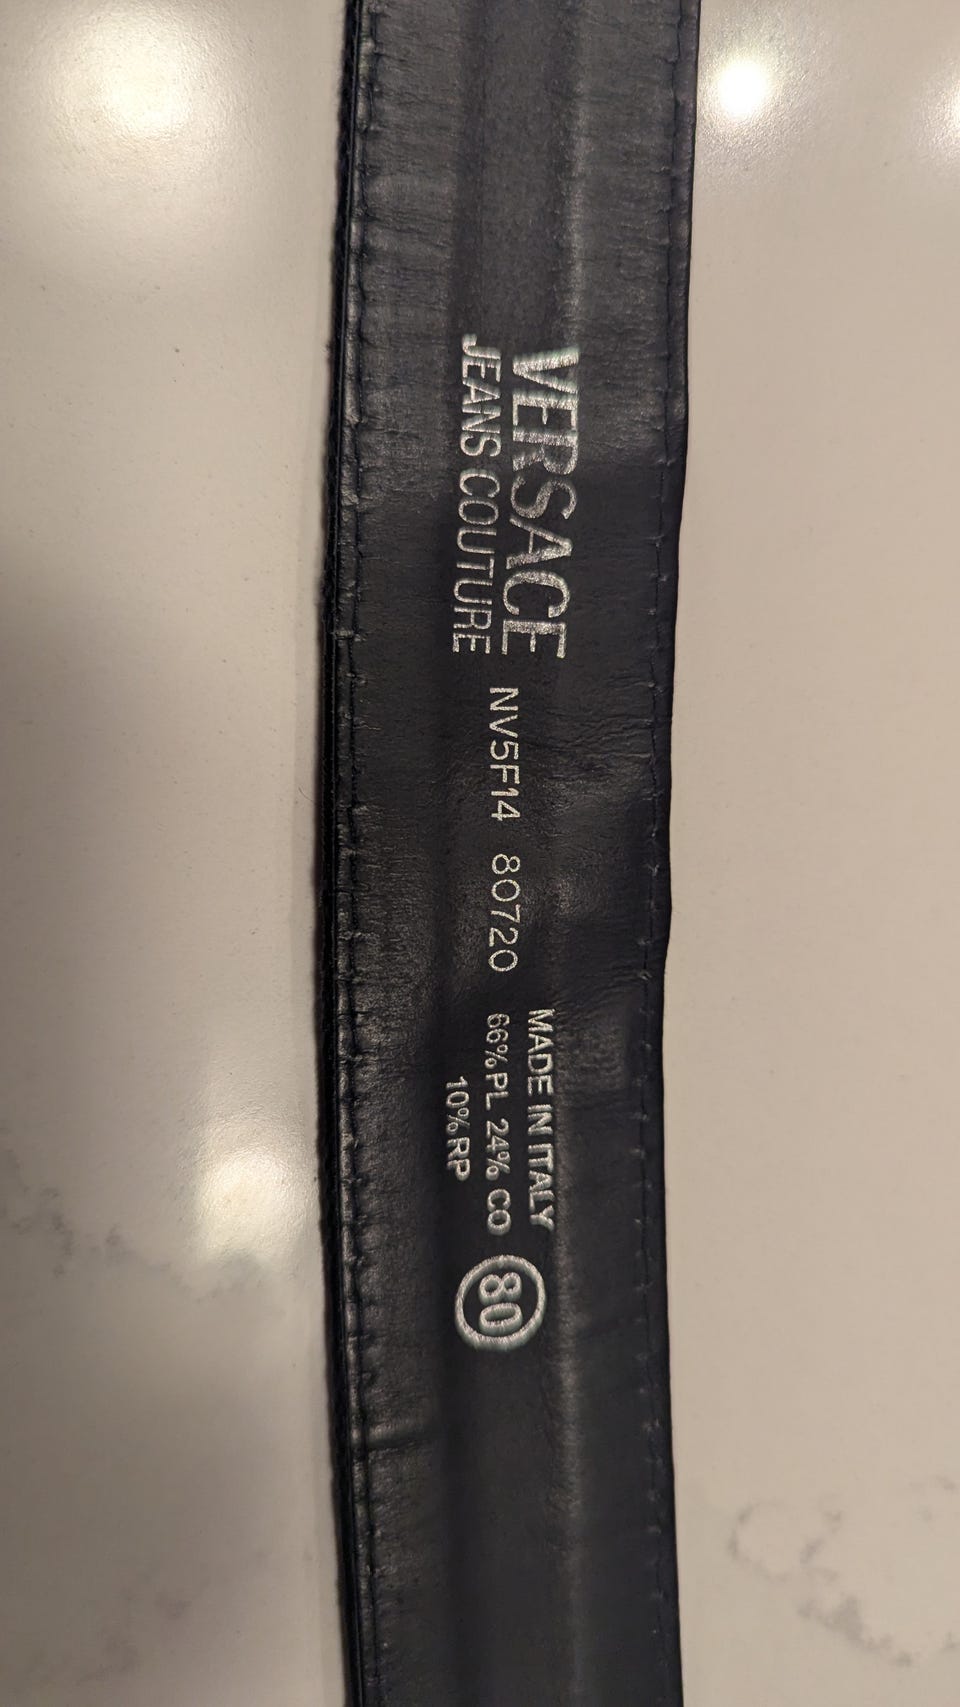 VERSACE
JEANS COUTURE
NV5F14 80720
MADE IN ITALY
66%PL 24% CO
10%RP
80